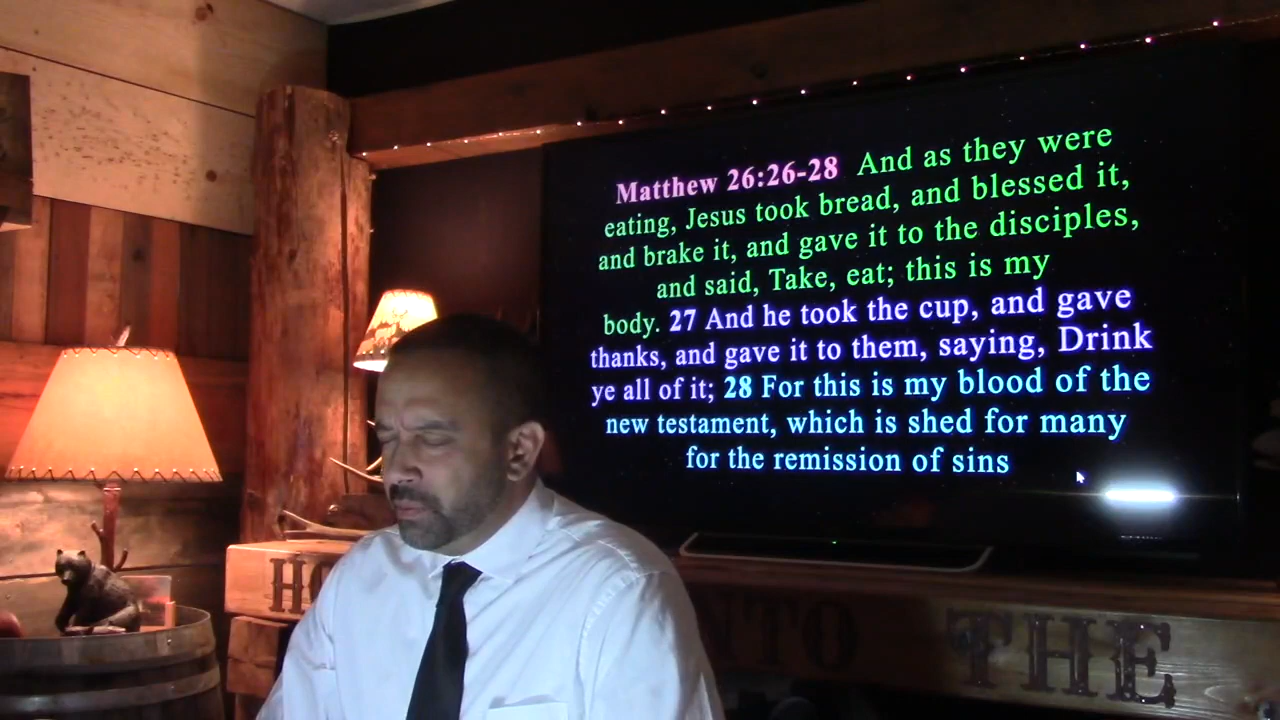 Matthew 26:26-28 And as they were
eating, Jesus took bread, and blessed it,
and brake it, and gave it to the disciples,
and said, Take, eat; this is my
body. 27 And he took the cup, and gave
thanks, and gave it to them, saying, Drink
ye all of it; 28 For this is my blood of the
new testament, which is shed for many
for the remission of sins
THE